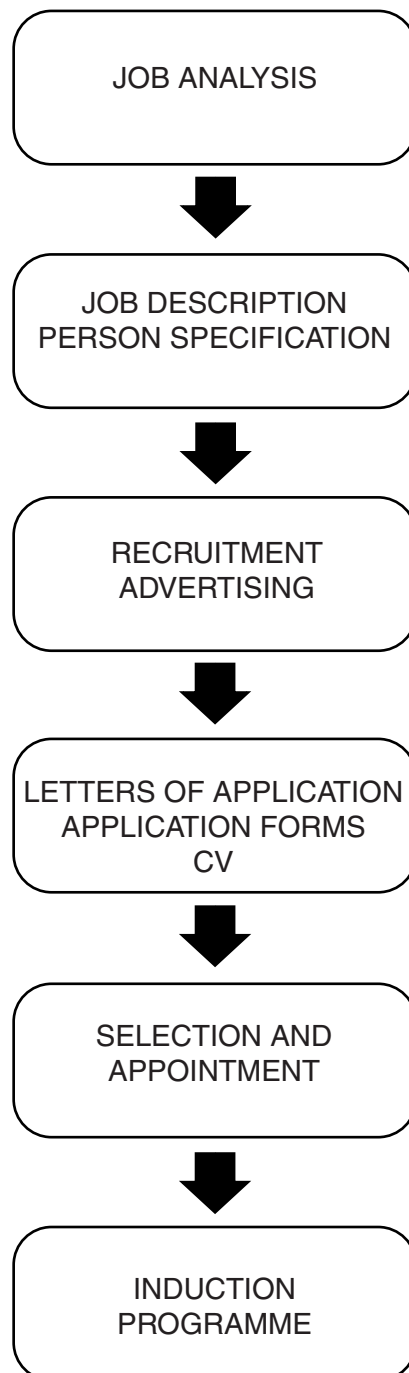 JOB ANALYSIS
JOB DESCRIPTION
PERSON SPECIFICATION
RECRUITMENT
ADVERTISING
LETTERS OF APPLICATION
APPLICATION FORMS
CV
SELECTION AND
APPOINTMENT
INDUCTION
PROGRAMME